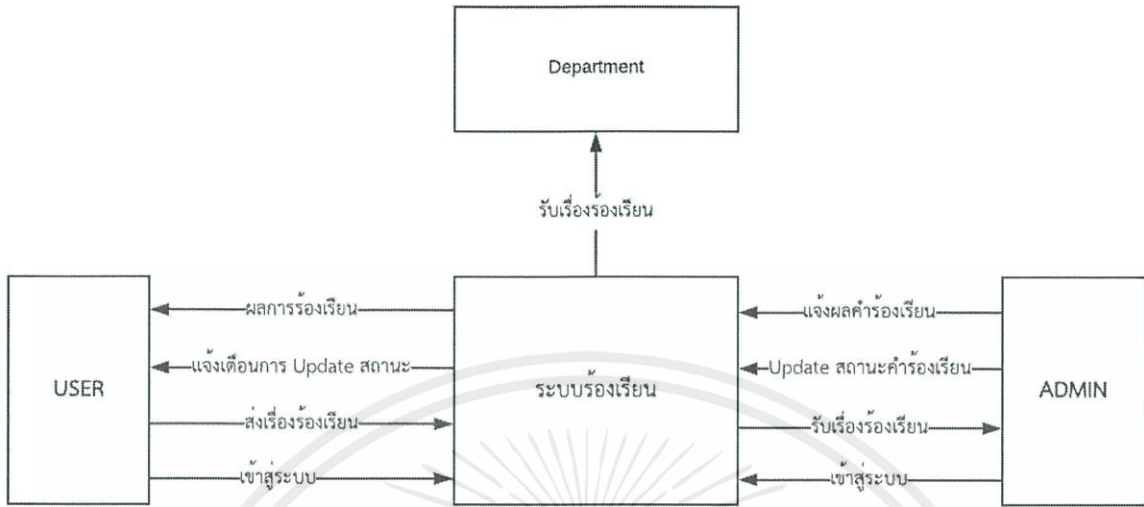 Department
รับเรื่องร้องเรียน
ผลการร้องเรียน
แจ้งผลคำร้องเรียน
แจ้งเตือนการ Update สถานะ
Update สถานะคำร้องเรียน
USER
ระบบร้องเรียน
ADMIN
ส่งเรื่องร้องเรียน
รับเรื่องร้องเรียน
เข้าสู่ระบบ
เข้าสู่ระบบ